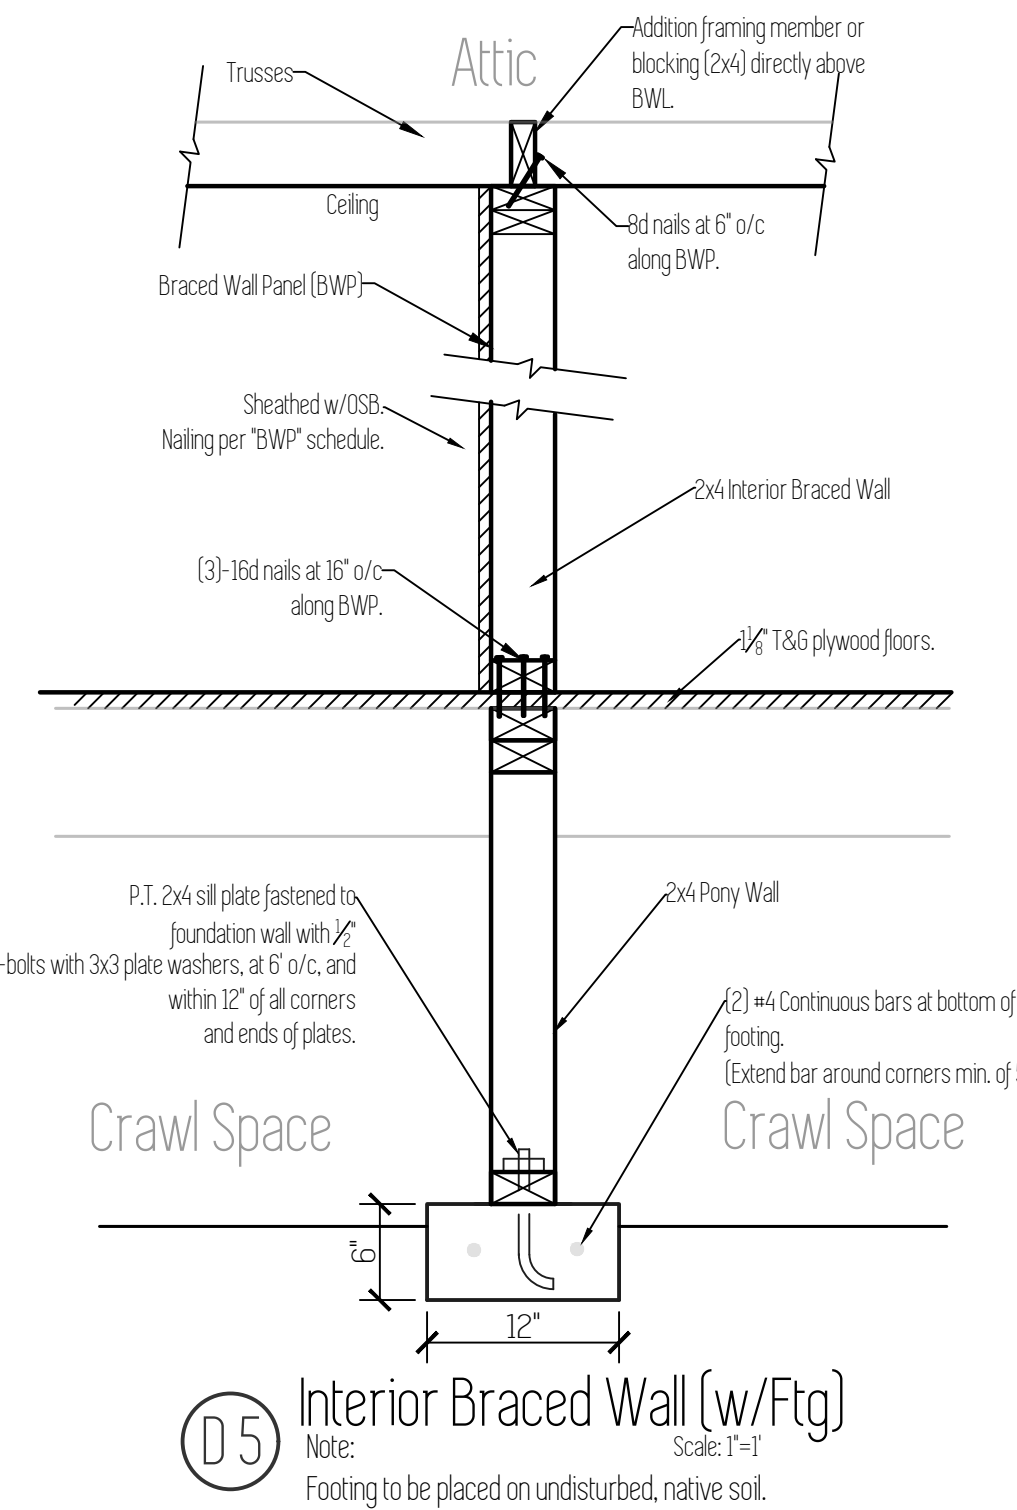 Attic
Addition framing member or
blocking (2x4) directly above
BWL.
Trusses
Ceiling
8d nails at 6" o/c
along BWP.
Braced Wall Panel (BWP)
Sheathed w/OSB.
Nailing per "BWP" schedule.
2x4 Interior Braced Wall
(3)-16d nails at 16" o/c
along BWP.
1 1/8" T&G plywood floors.
P.T. 2x4 sill plate fastened to
foundation wall with 1/2"
-bolts with 3x3 plate washers, at 6' o/c, and
within 12" of all corners
and ends of plates.
2x4 Pony Wall
(2) #4 Continuous bars at bottom of
footing.
(Extend bar around corners min. of
Crawl Space
Crawl Space
6"
12"
D5
Interior Braced Wall (w/Ftg)
Note:
Scale: 1"=1'
Footing to be placed on undisturbed, native soil.